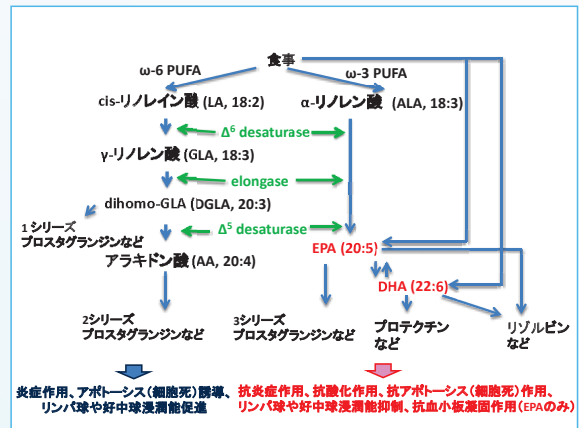 食事
ω-6 PUFA
ω-3 PUFA
cis-リノレイン酸 (LA, 18:2)
α-リノレン酸 (ALA, 18:3)
Δ6 desaturase
γ-リノレン酸 (GLA, 18:3)
elongase
dihomo-GLA (DGLA, 20:3)
1シリーズ
プロスタグランジンなど
Δ5 desaturase
アラキドン酸 (AA, 20:4)
EPA (20:5)
DHA (22:6)
2シリーズ
プロスタグランジンなど
3シリーズ
プロスタグランジンなど
プロテクチン
など
リゾルビン
など
炎症作用、アポトーシス(細胞死)誘導、
リンパ球や好中球浸潤能促進
抗炎症作用、抗酸化作用、抗アポトーシス(細胞死)作用、
リンパ球や好中球浸潤能抑制、抗血小板凝固作用(EPAのみ)